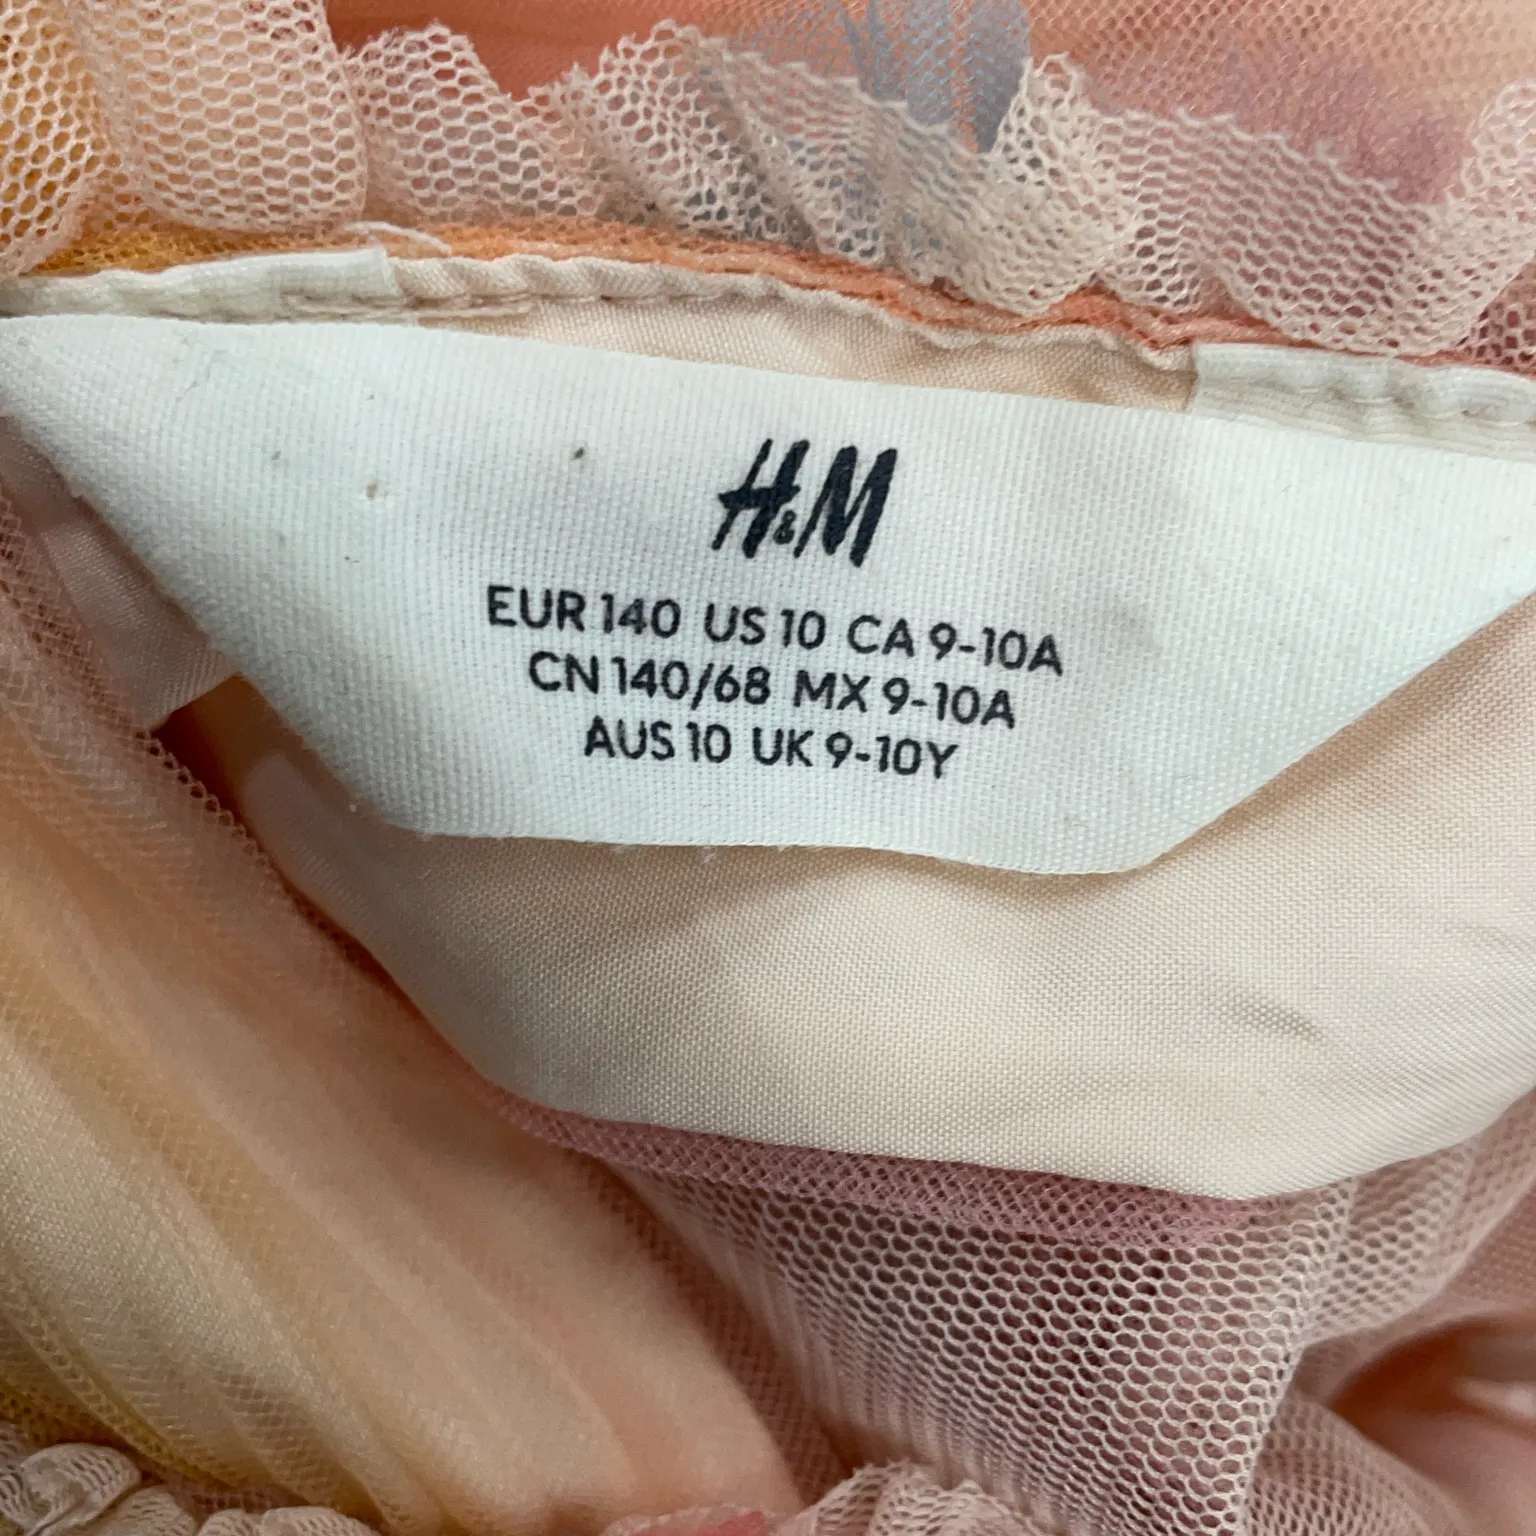 H&M
EUR 140 US 10 CA 9-10A
CN 140/68 MX 9-10A
AUS 10 UK 9-10Y